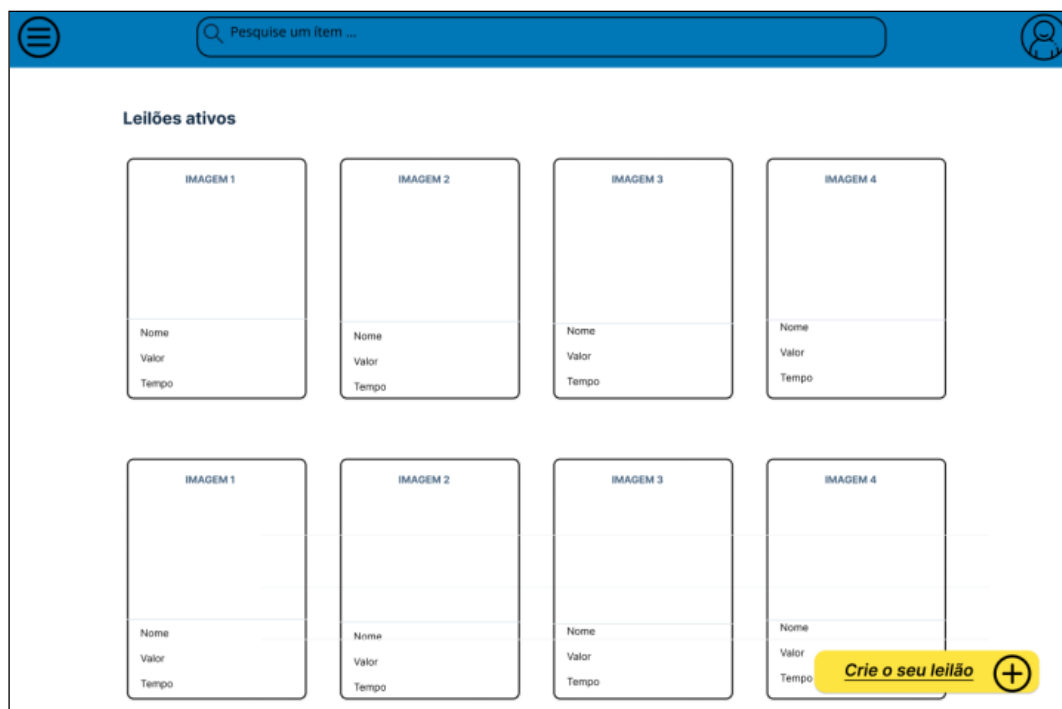 Pesquise um ítem ...
Leilões ativos
IMAGEM 1
IMAGEM 2
IMAGEM 3
IMAGEM 4
Nome
Valor
Tempo
Nome
Valor
Tempo
Nome
Valor
Tempo
Nome
Valor
Tempo
IMAGEM 1
IMAGEM 2
IMAGEM 3
IMAGEM 4
Nome
Valor
Tempo
Nome
Valor
Tempo
Nome
Valor
Tempo
Nome
Valor
Tempo
Crie o seu leilão